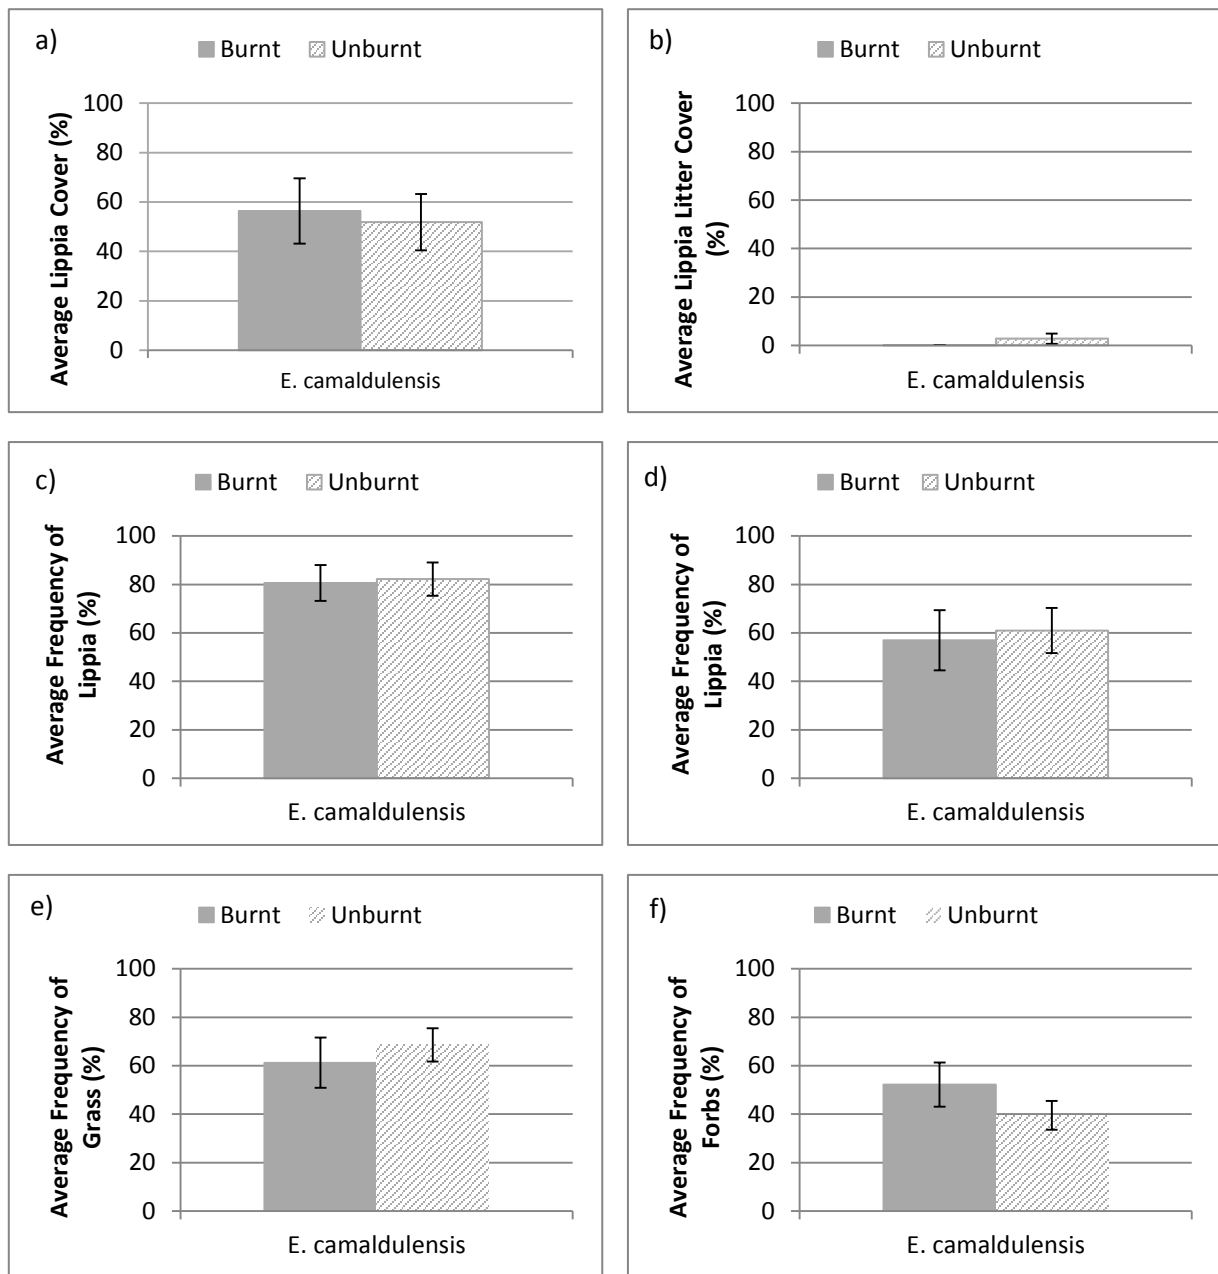 a)
Burnt Unburnt
Average Lippia Cover (%)
100
80
60
40
20
0
E. camaldulensis
b)
Burnt Unburnt
Average Lippia Litter Cover
(%)
100
80
60
40
20
0
E. camaldulensis
c)
Burnt Unburnt
Average Frequency of
Lippia (%)
100
80
60
40
20
0
E. camaldulensis
d)
Burnt Unburnt
Average Frequency of
Lippia (%)
100
80
60
40
20
0
E. camaldulensis
e)
Burnt Unburnt
Average Frequency of
Grass (%)
100
80
60
40
20
0
E. camaldulensis
f)
Burnt Unburnt
Average Frequency of
Forbs (%)
100
80
60
40
20
0
E. camaldulensis